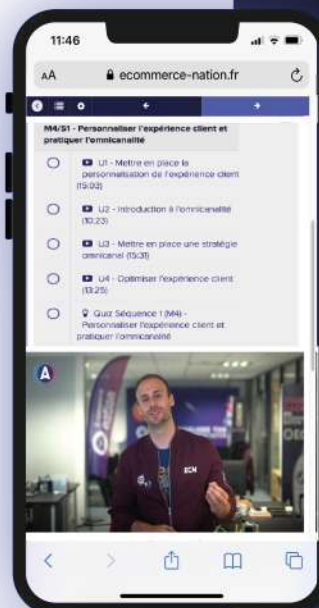 11:46
AA
ecommerce-nation.fr
M4/S1 - Personnaliser l'expérience client et
pratiquer l'omnicanalité
U1 - Mettre en place la
personnalisation de l'expérience client
(15:03)
U2 - Introduction à l'omnicanalité
(10:23)
U3 - Mettre en place une stratégie
omnicanal (15:31)
U4 - Optimiser l'expérience client
(13:25)
Quiz Séquence 1 (M4) -
Personnaliser l'expérience client et
pratiquer l'omnicanalité
A
ECM